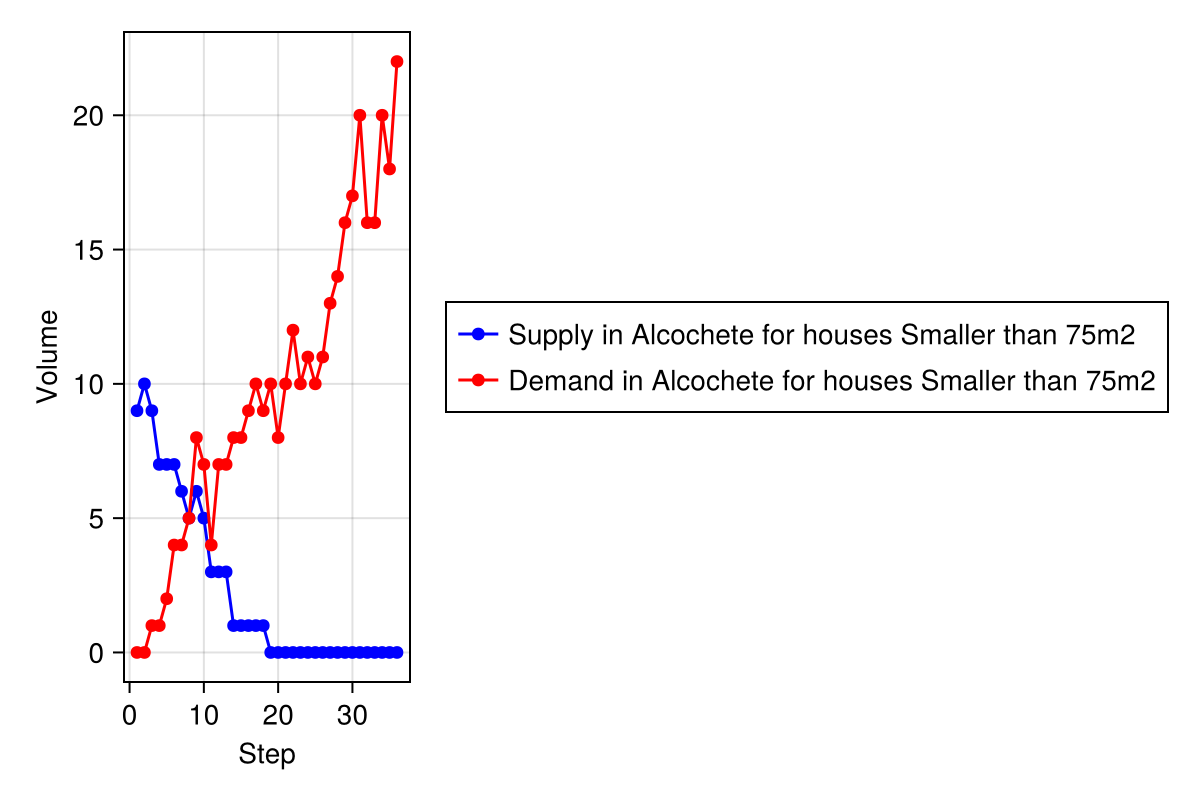 Volume
20
15
10
5
0
0 10 20 30
Step
Supply in Alcochete for houses Smaller than 75m2
Demand in Alcochete for houses Smaller than 75m2